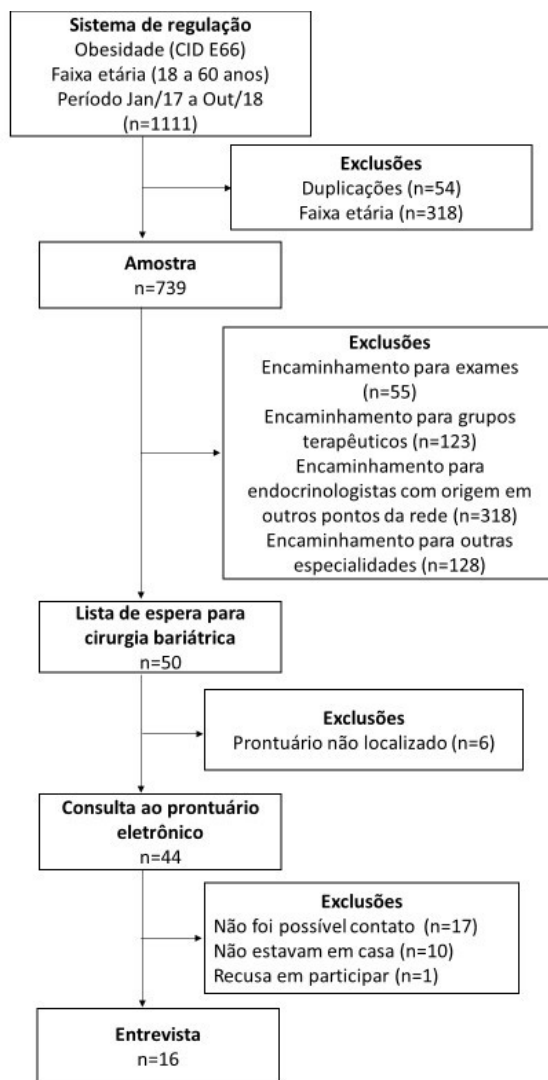 Sistema de regulação
Obesidade (CID E66)
Faixa etária (18 a 60 anos)
Período Jan/17 a Out/18
(n=1111)
Exclusões
Duplicações (n=54)
Faixa etária (n=318)
Amostra
n=739
Exclusões
Encaminhamento para exames
(n=55)
Encaminhamento para grupos
terapêuticos (n=123)
Encaminhamento para
endocrinologistas com origem em
outros pontos da rede (n=318)
Encaminhamento para outras
especialidades (n=128)
Lista de espera para
cirurgia bariátrica
n=50
Exclusões
Prontuário não localizado (n=6)
Consulta ao prontuário
eletrônico
n=44
Exclusões
Não foi possível contato (n=17)
Não estavam em casa (n=10)
Recusa em participar (n=1)
Entrevista
n=16